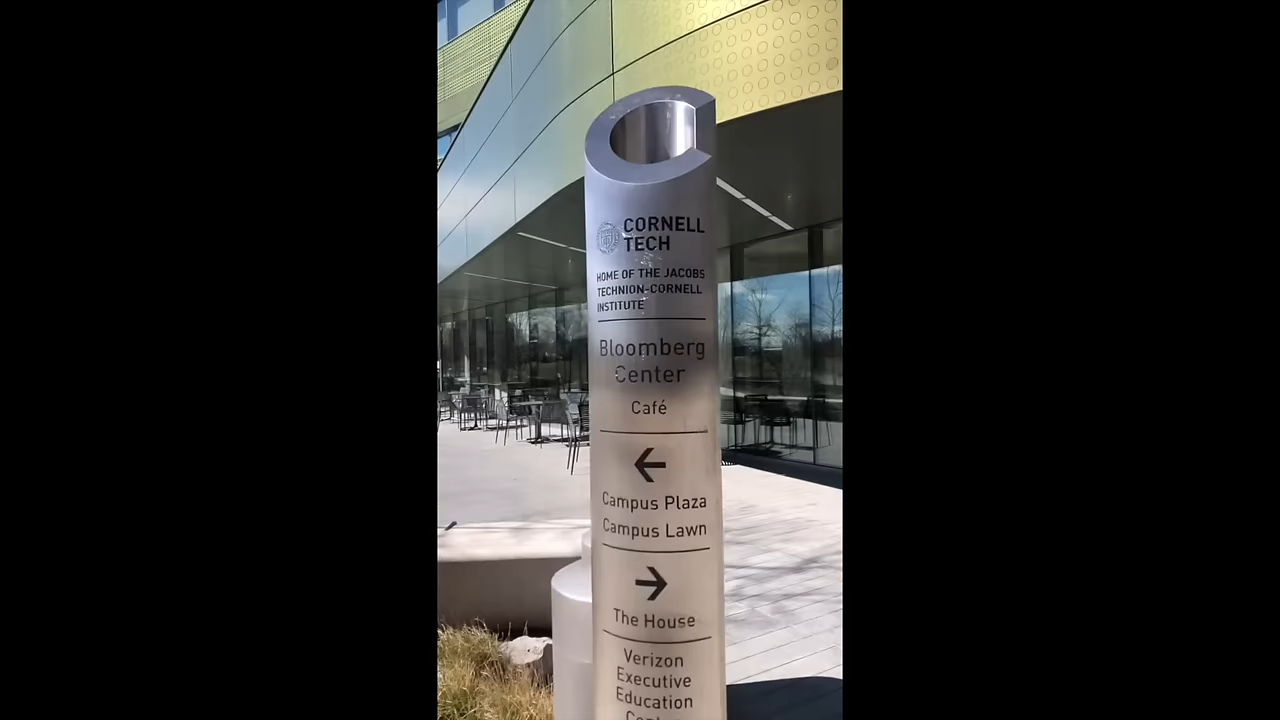 CORNELL
TECH
HOME OF THE JACOBS
TECHNION-CORNELL
INSTITUTE
Bloomberg
Center
Café
←
Campus Plaza
Campus Lawn
→
The House
Verizon
Executive
Education
Center